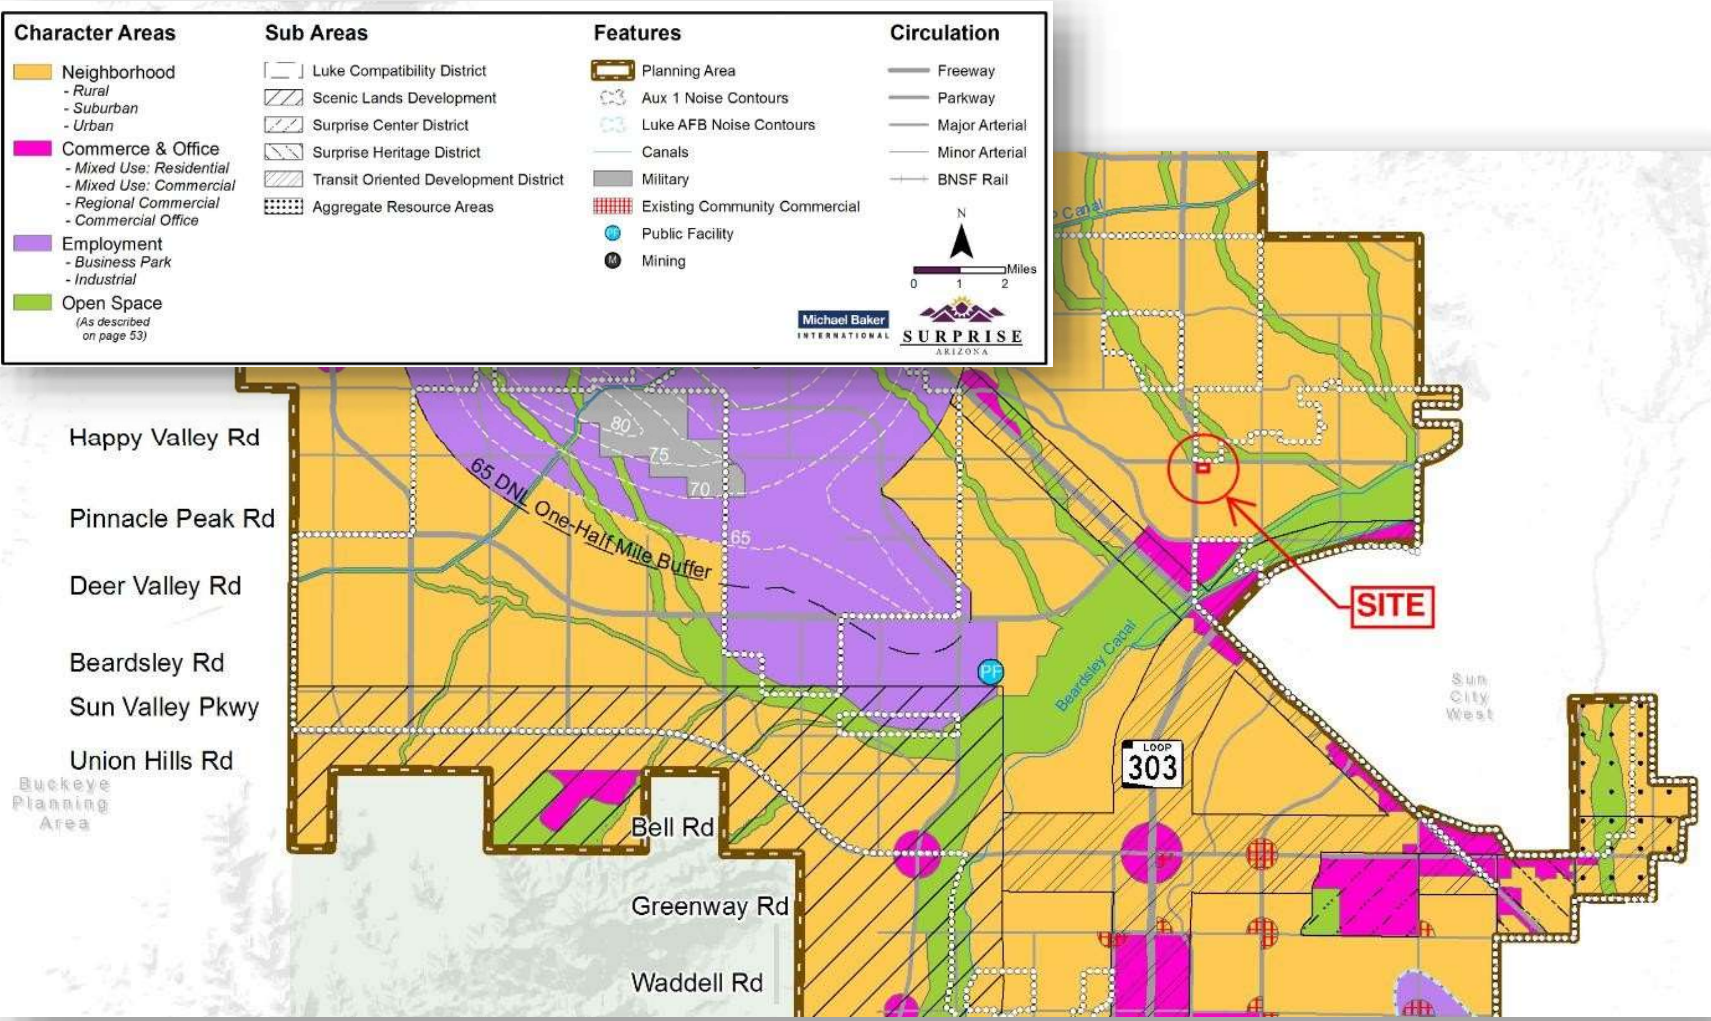 Character Areas
Neighborhood
- Rural
- Suburban
- Urban
Commerce & Office
- Mixed Use: Residential
- Mixed Use: Commercial
- Regional Commercial
- Commercial Office
Employment
- Business Park
- Industrial
Open Space
(As described
on page 53)
Sub Areas
Luke Compatibility District
Scenic Lands Development
Surprise Center District
Surprise Heritage District
Transit Oriented Development District
Aggregate Resource Areas
Features
Planning Area
Aux 1 Noise Contours
Luke AFB Noise Contours
Canals
Military
Existing Community Commercial
PF Public Facility
M Mining
Circulation
Freeway
Parkway
Major Arterial
Minor Arterial
BNSF Rail
N
Miles
0 1 2
Michael Baker
INTERNATIONAL
SURPRISE
ARIZONA
Canal
Happy Valley Rd
Pinnacle Peak Rd
Deer Valley Rd
Beardsley Rd
Sun Valley Pkwy
Union Hills Rd
Buckeye
Planning
Area
80
75
70
65
65 DNL One-Half Mile Buffer
PF
Beardsley Canal
SITE
Sun
City
West
LOOP
303
Bell Rd
Greenway Rd
Waddell Rd